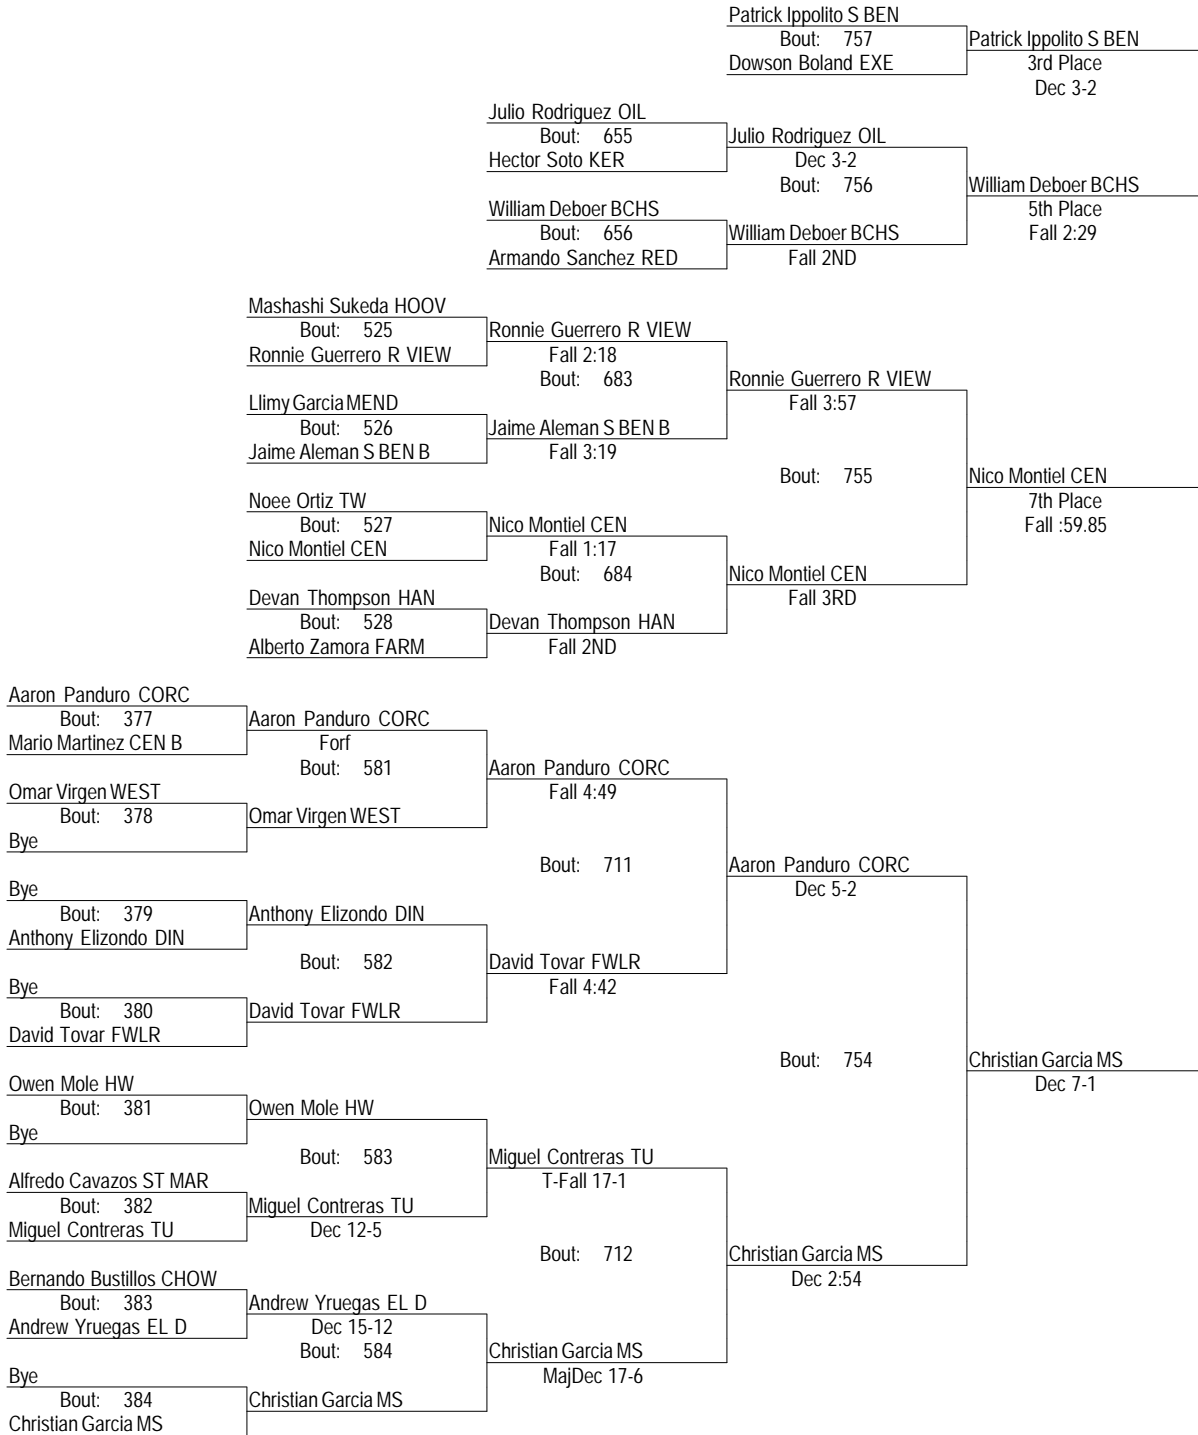 Patrick Ippolito S BEN
Bout: 757
Patrick Ippolito S BEN
Dowson Boland EXE
3rd Place
Dec 3-2
Julio Rodriguez OIL
Bout: 655
Julio Rodriguez OIL
Hector Soto KER
Dec 3-2
Bout: 756
William Deboer BCHS
William Deboer BCHS
5th Place
Bout: 656
William Deboer BCHS
Fall 2:29
Armando Sanchez RED
Fall 2ND
Mashashi Sukeda HOOV
Bout: 525
Ronnie Guerrero R VIEW
Ronnie Guerrero R VIEW
Fall 2:18
Bout: 683
Ronnie Guerrero R VIEW
Llimy Garcia MEND
Fall 3:57
Bout: 526
Jaime Aleman S BEN B
Jaime Aleman S BEN B
Fall 3:19
Bout: 755
Nico Montiel CEN
Noee Ortiz TW
7th Place
Bout: 527
Nico Montiel CEN
Fall :59.85
Nico Montiel CEN
Fall 1:17
Bout: 684
Nico Montiel CEN
Devan Thompson HAN
Fall 3RD
Bout: 528
Devan Thompson HAN
Alberto Zamora FARM
Fall 2ND
Aaron Panduro CORC
Bout: 377
Aaron Panduro CORC
Mario Martinez CEN B
Forf
Bout: 581
Aaron Panduro CORC
Omar Virgen WEST
Fall 4:49
Bout: 378
Omar Virgen WEST
Bye
Bout: 711
Aaron Panduro CORC
Bye
Dec 5-2
Bout: 379
Anthony Elizondo DIN
Anthony Elizondo DIN
Bout: 582
David Tovar FWLR
Bye
Fall 4:42
Bout: 380
David Tovar FWLR
David Tovar FWLR
Bout: 754
Christian Garcia MS
Owen Mole HW
Dec 7-1
Bout: 381
Owen Mole HW
Bye
Bout: 583
Miguel Contreras TU
Alfredo Cavazos ST MAR
T-Fall 17-1
Bout: 382
Miguel Contreras TU
Miguel Contreras TU
Dec 12-5
Bout: 712
Christian Garcia MS
Bernando Bustillos CHOW
Dec 2:54
Bout: 383
Andrew Yruegas EL D
Andrew Yruegas EL D
Dec 15-12
Bout: 584
Christian Garcia MS
Bye
MajDec 17-6
Bout: 384
Christian Garcia MS
Christian Garcia MS